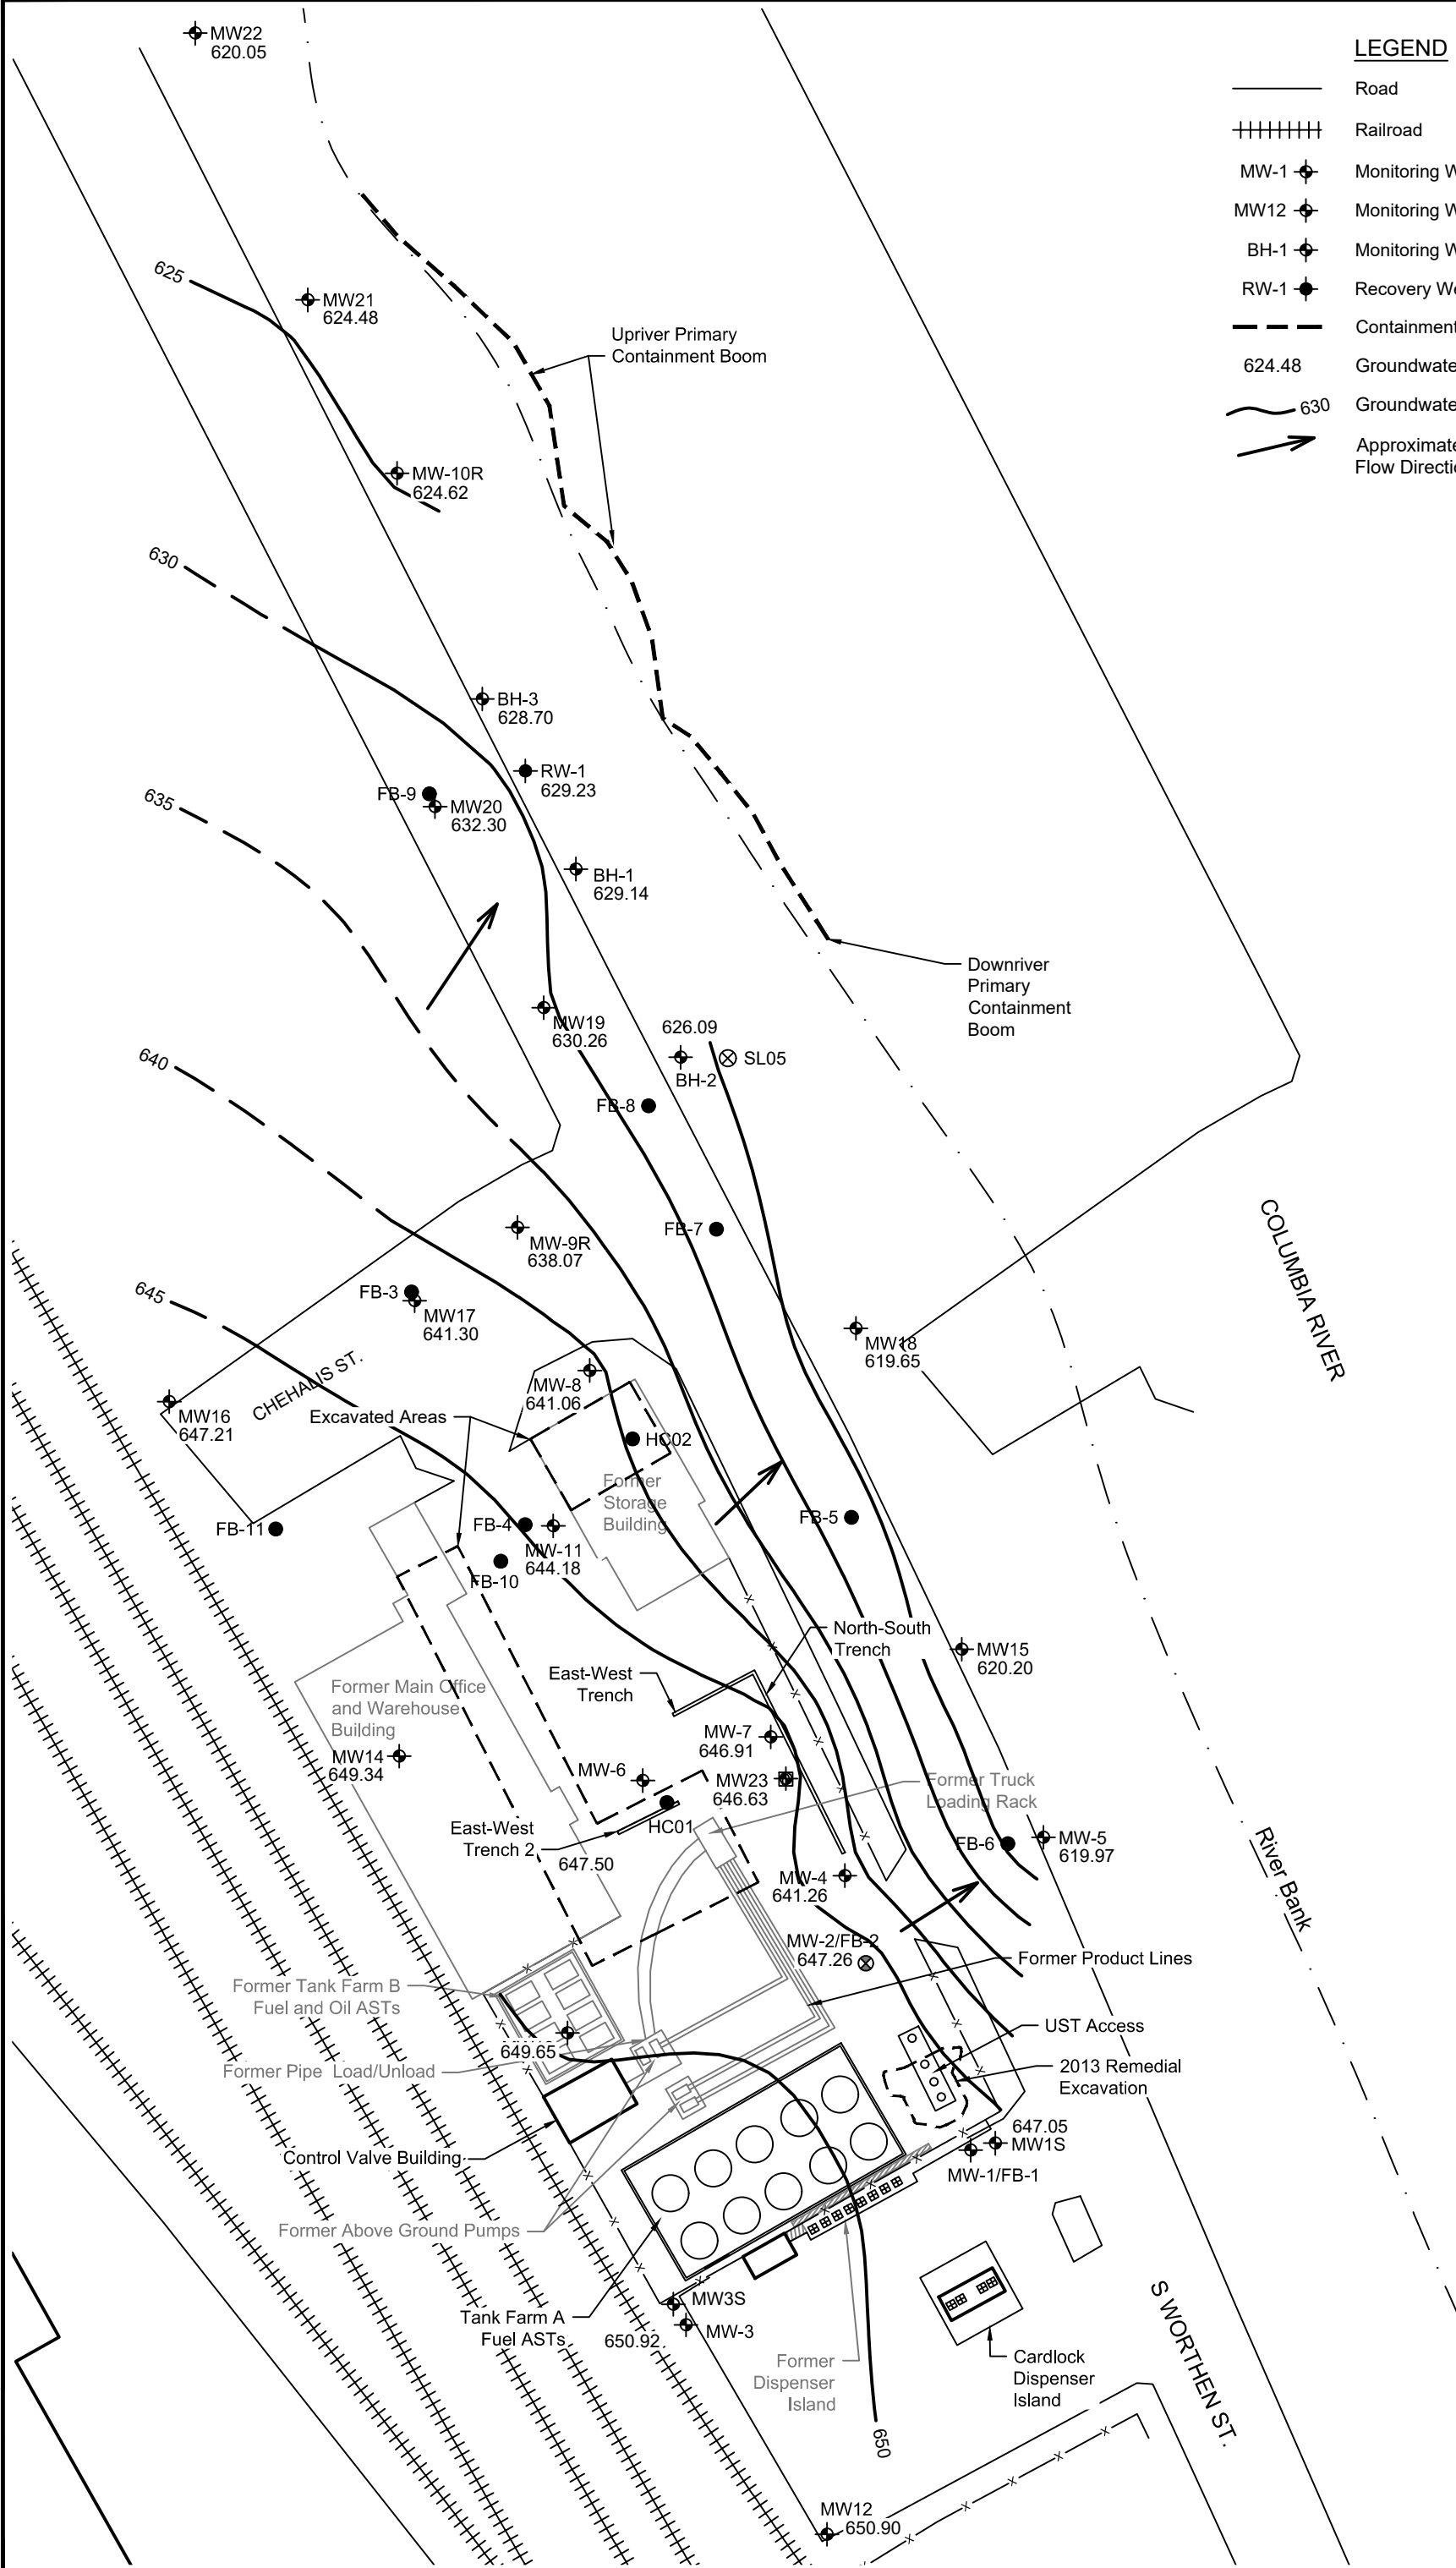 MW22
620.05
LEGEND
Road
Railroad
MW-1
Monitoring W
MW12
Monitoring W
BH-1
Monitoring W
RW-1
Recovery We
Containment
624.48
Groundwate
630
Groundwate
Approximate
Flow Directi
625
MW21
624.48
Upriver Primary
Containment Boom
MW-10R
624.62
630
BH-3
628.70
RW-1
629.23
FB-9
MW20
632.30
635
BH-1
629.14
Downriver
Primary
Containment
Boom
MW19
630.26
626.09
SL05
BH-2
640
FB-8
FB-7
MW-9R
638.07
COLUMBIA RIVER
645
FB-3
MW17
641.30
MW18
619.65
CHEHALIS ST.
MW-8
641.06
MW16
647.21
Excavated Areas
HC02
Former
Storage
Building
FB-11
FB-4
MW-11
644.18
FB-10
FB-5
North-South
Trench
MW15
620.20
East-West
Trench
Former Main Office
and Warehouse
Building
MW14
649.34
MW-7
646.91
MW-6
MW23
646.63
Former Truck
Loading Rack
HC01
East-West
Trench 2
647.50
FB-6
MW-5
619.97
River Bank
MW-4
641.26
MW-2/FB-2
647.26
Former Product Lines
Former Tank Farm B
Fuel and Oil ASTs
UST Access
649.65
Former Pipe Load/Unload
2013 Remedial
Excavation
647.05
MW1S
MW-1/FB-1
Control Valve Building
Former Above Ground Pumps
MW3S
MW-3
650.92
Tank Farm A
Fuel ASTs
Former
Dispenser
Island
Cardlock
Dispenser
Island
S WORTHEN ST.
650
MW12
650.90